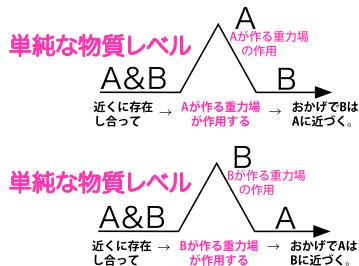 A
単純な物質レベル
Aが作る重力場
の作用
A&B
B
近くに存在
し合って
→
Aが作る重力場
が作用する
→
おかげでBは
Aに近づく。
B
単純な物質レベル
Bが作る重力場
の作用
A&B
A
近くに存在
し合って
→
Bが作る重力場
が作用する
→
おかげでAは
Bに近づく。